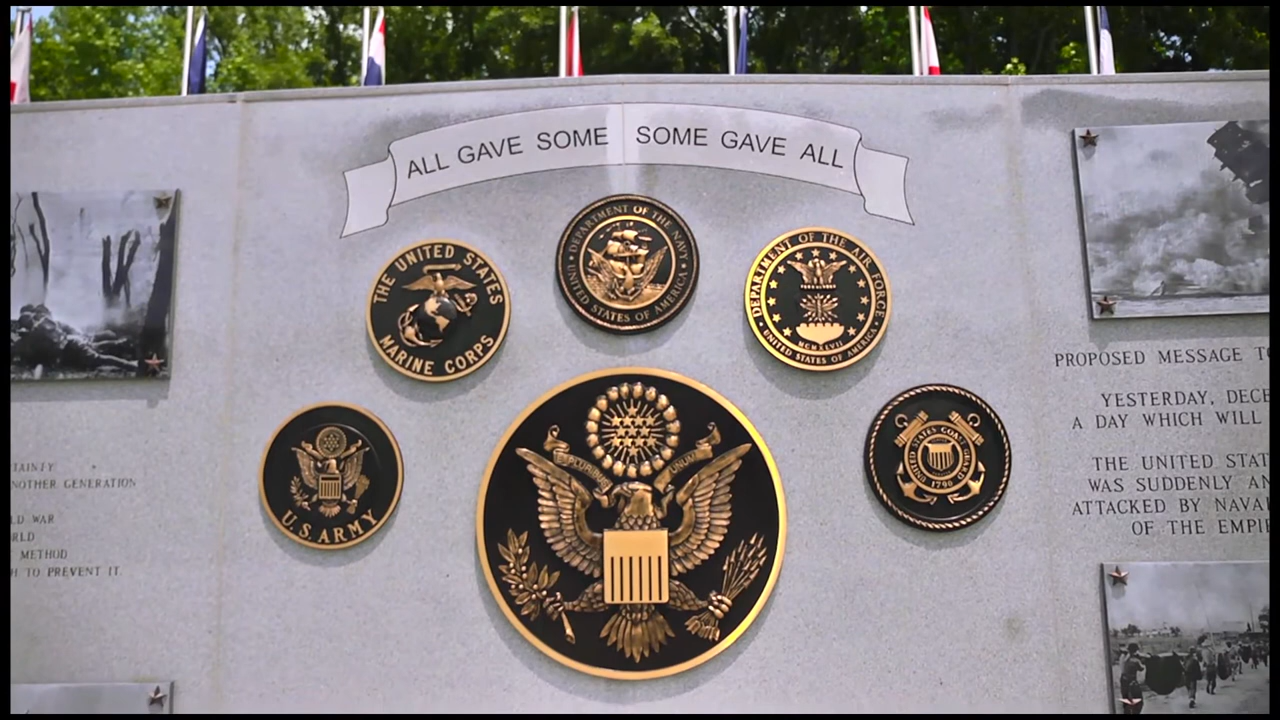 ALL GAVE SOME SOME GAVE ALL
THE UNITED STATES
MARINE CORPS
DEPARTMENT OF THE NAVY
UNITED STATES OF AMERICA
DEPARTMENT OF THE AIR FORCE
MCMXLVII
UNITED STATES OF AMERICA
U.S. ARMY
E PLURIBUS UNUM
UNITED STATES COAST GUARD
1790
NOTHER GENERATION
LD WAR
RLD
METHOD
H TO PREVENT IT.
PROPOSED MESSAGE TO
YESTERDAY, DECE
A DAY WHICH WILL
THE UNITED STAT
WAS SUDDENLY AN
ATTACKED BY NAVAL
OF THE EMPI